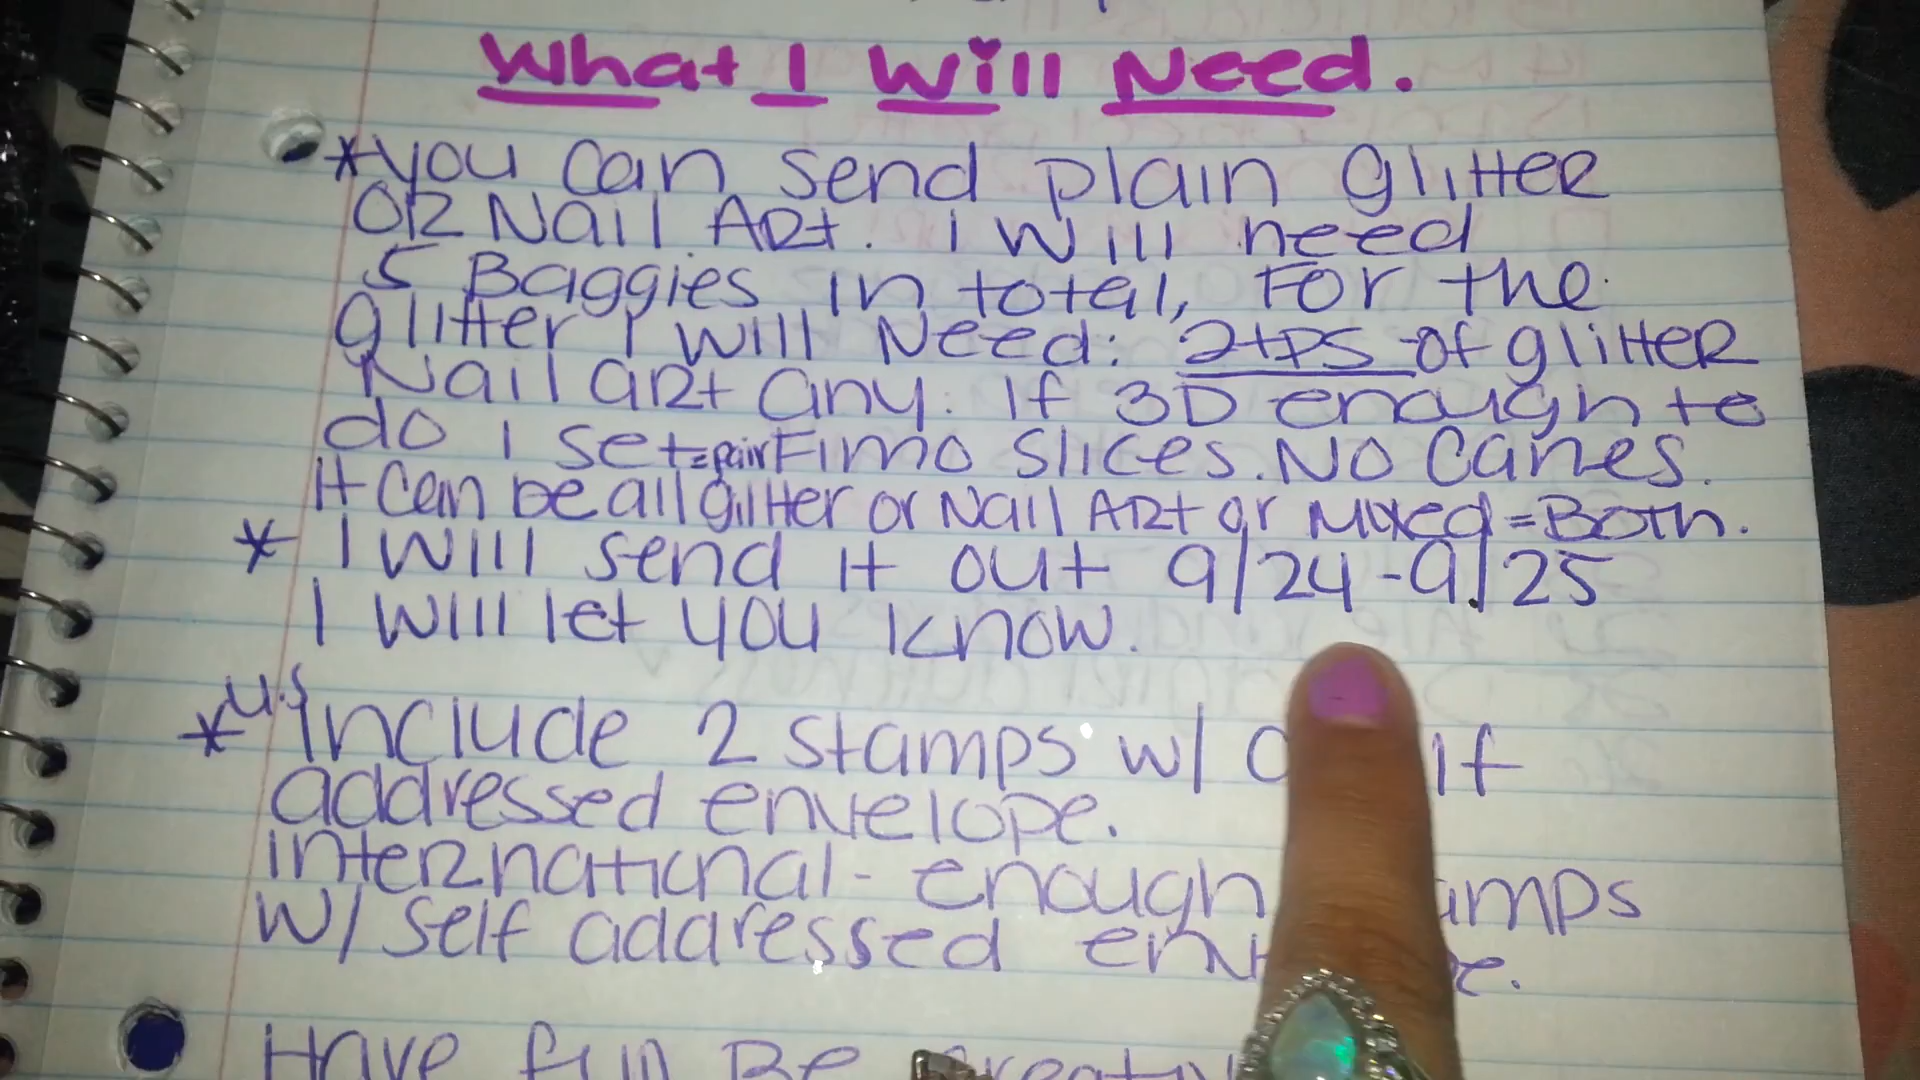 What I Will Need.
*you can send plain glitter
OR Nail Art. I will need
5 Baggies in total, For the
glitter I will Need: 2tps of glitter
Nail art any. If 3D enough to
do 1 set=pair Fimo slices. No Canes.
It can be all glitter or Nail Art or Mixed=Both.
* I will send it out 9/24-9/25
I will let you know.
*U.S Include 2 stamps w/
addressed envelope.
international- enough
w/ self addressed
Have fun Be